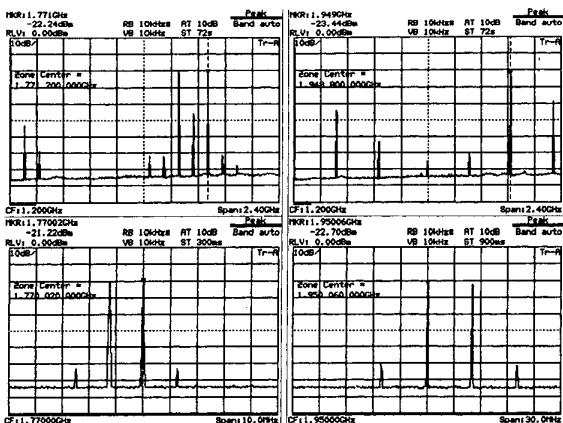 MKR:1.771GHz
-22.24dBm
RLV: 0.00dBm
RB 10kHz※ AT 10dB
VB 10kHz ST 72s
Peak
Band auto
10dB/
Tr-A
Zone Center =
1.771 200 000GHz
CF:1.200GHz
Span:2.40GHz
MKR:1.949GHz
-23.44dBm
RLV: 0.00dBm
RB 10kHz※ AT 10dB
VB 10kHz ST 72s
Peak
Band auto
10dB/
Tr-A
Zone Center =
1.948 800 000GHz
CF:1.200GHz
Span:2.40GHz
MKR:1.77002GHz
-21.22dBm
RLV: 0.00dBm
RB 10kHz※ AT 10dB
VB 10kHz ST 300ms
Peak
Band auto
10dB/
Tr-A
Zone Center =
1.770 020 000GHz
CF:1.77000GHz
Span:10.0MHz
MKR:1.95006GHz
-22.70dBm
RLV: 0.00dBm
RB 10kHz※ AT 10dB
VB 10kHz ST 900ms
Peak
Band auto
10dB/
Tr-A
Zone Center =
1.950 060 000GHz
CF:1.95000GHz
Span:30.0MHz